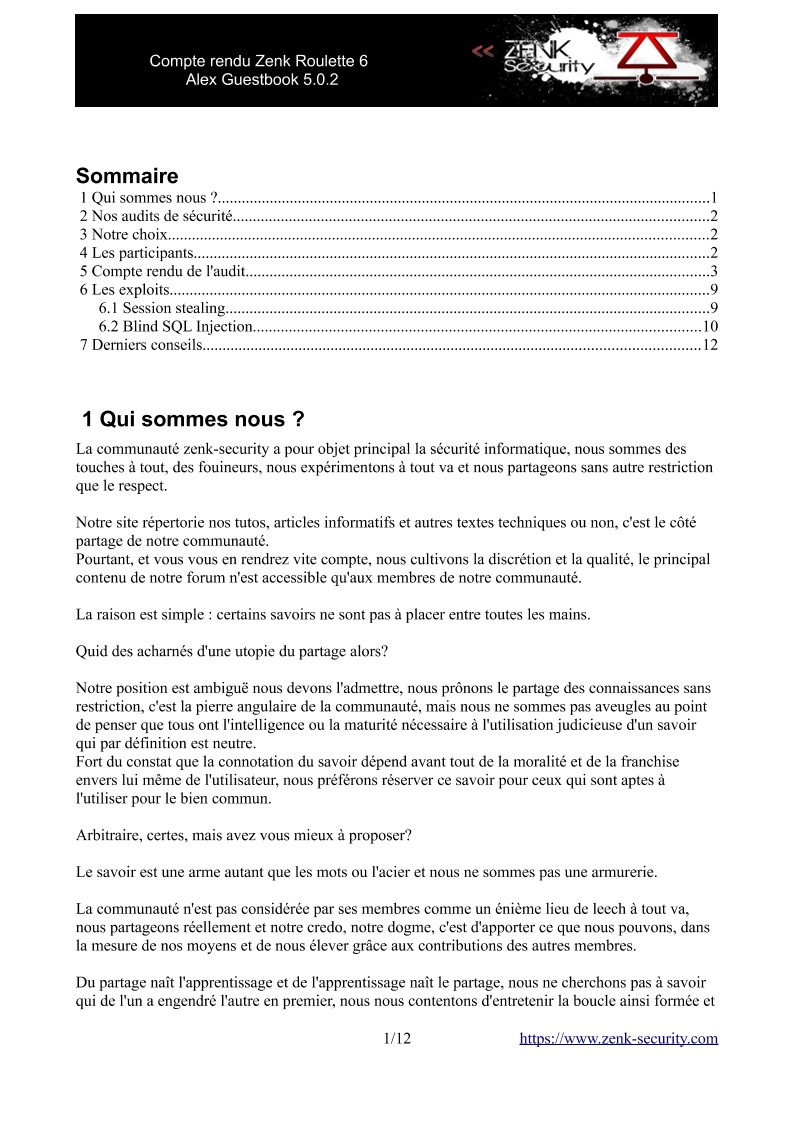 Compte rendu Zenk Roulette 6
Alex Guestbook 5.0.2
<< ZENK
Security
Sommaire
1 Qui sommes nous ?..........1
2 Nos audits de sécurité..........2
3 Notre choix..........2
4 Les participants..........2
5 Compte rendu de l'audit..........3
6 Les exploits..........9
6.1 Session stealing..........9
6.2 Blind SQL Injection..........10
7 Derniers conseils..........12
1 Qui sommes nous ?
La communauté zenk-security a pour objet principal la sécurité informatique, nous sommes des
touches à tout, des fouineurs, nous expérimentons à tout va et nous partageons sans autre restriction
que le respect.
Notre site répertorie nos tutos, articles informatifs et autres textes techniques ou non, c'est le côté
partage de notre communauté.
Pourtant, et vous vous en rendrez vite compte, nous cultivons la discrétion et la qualité, le principal
contenu de notre forum n'est accessible qu'aux membres de notre communauté.
La raison est simple : certains savoirs ne sont pas à placer entre toutes les mains.
Quid des acharnés d'une utopie du partage alors?
Notre position est ambiguë nous devons l'admettre, nous prônons le partage des connaissances sans
restriction, c'est la pierre angulaire de la communauté, mais nous ne sommes pas aveugles au point
de penser que tous ont l'intelligence ou la maturité nécessaire à l'utilisation judicieuse d'un savoir
qui par définition est neutre.
Fort du constat que la connotation du savoir dépend avant tout de la moralité et de la franchise
envers lui même de l'utilisateur, nous préférons réserver ce savoir pour ceux qui sont aptes à
l'utiliser pour le bien commun.
Arbitraire, certes, mais avez vous mieux à proposer?
Le savoir est une arme autant que les mots ou l'acier et nous ne sommes pas une armurerie.
La communauté n'est pas considérée par ses membres comme un énième lieu de leech à tout va,
nous partageons réellement et notre credo, notre dogme, c'est d'apporter ce que nous pouvons, dans
la mesure de nos moyens et de nous élever grâce aux contributions des autres membres.
Du partage naît l'apprentissage et de l'apprentissage naît le partage, nous ne cherchons pas à savoir
qui de l'un a engendré l'autre en premier, nous nous contentons d'entretenir la boucle ainsi formée et
1/12 https://www.zenk-security.com